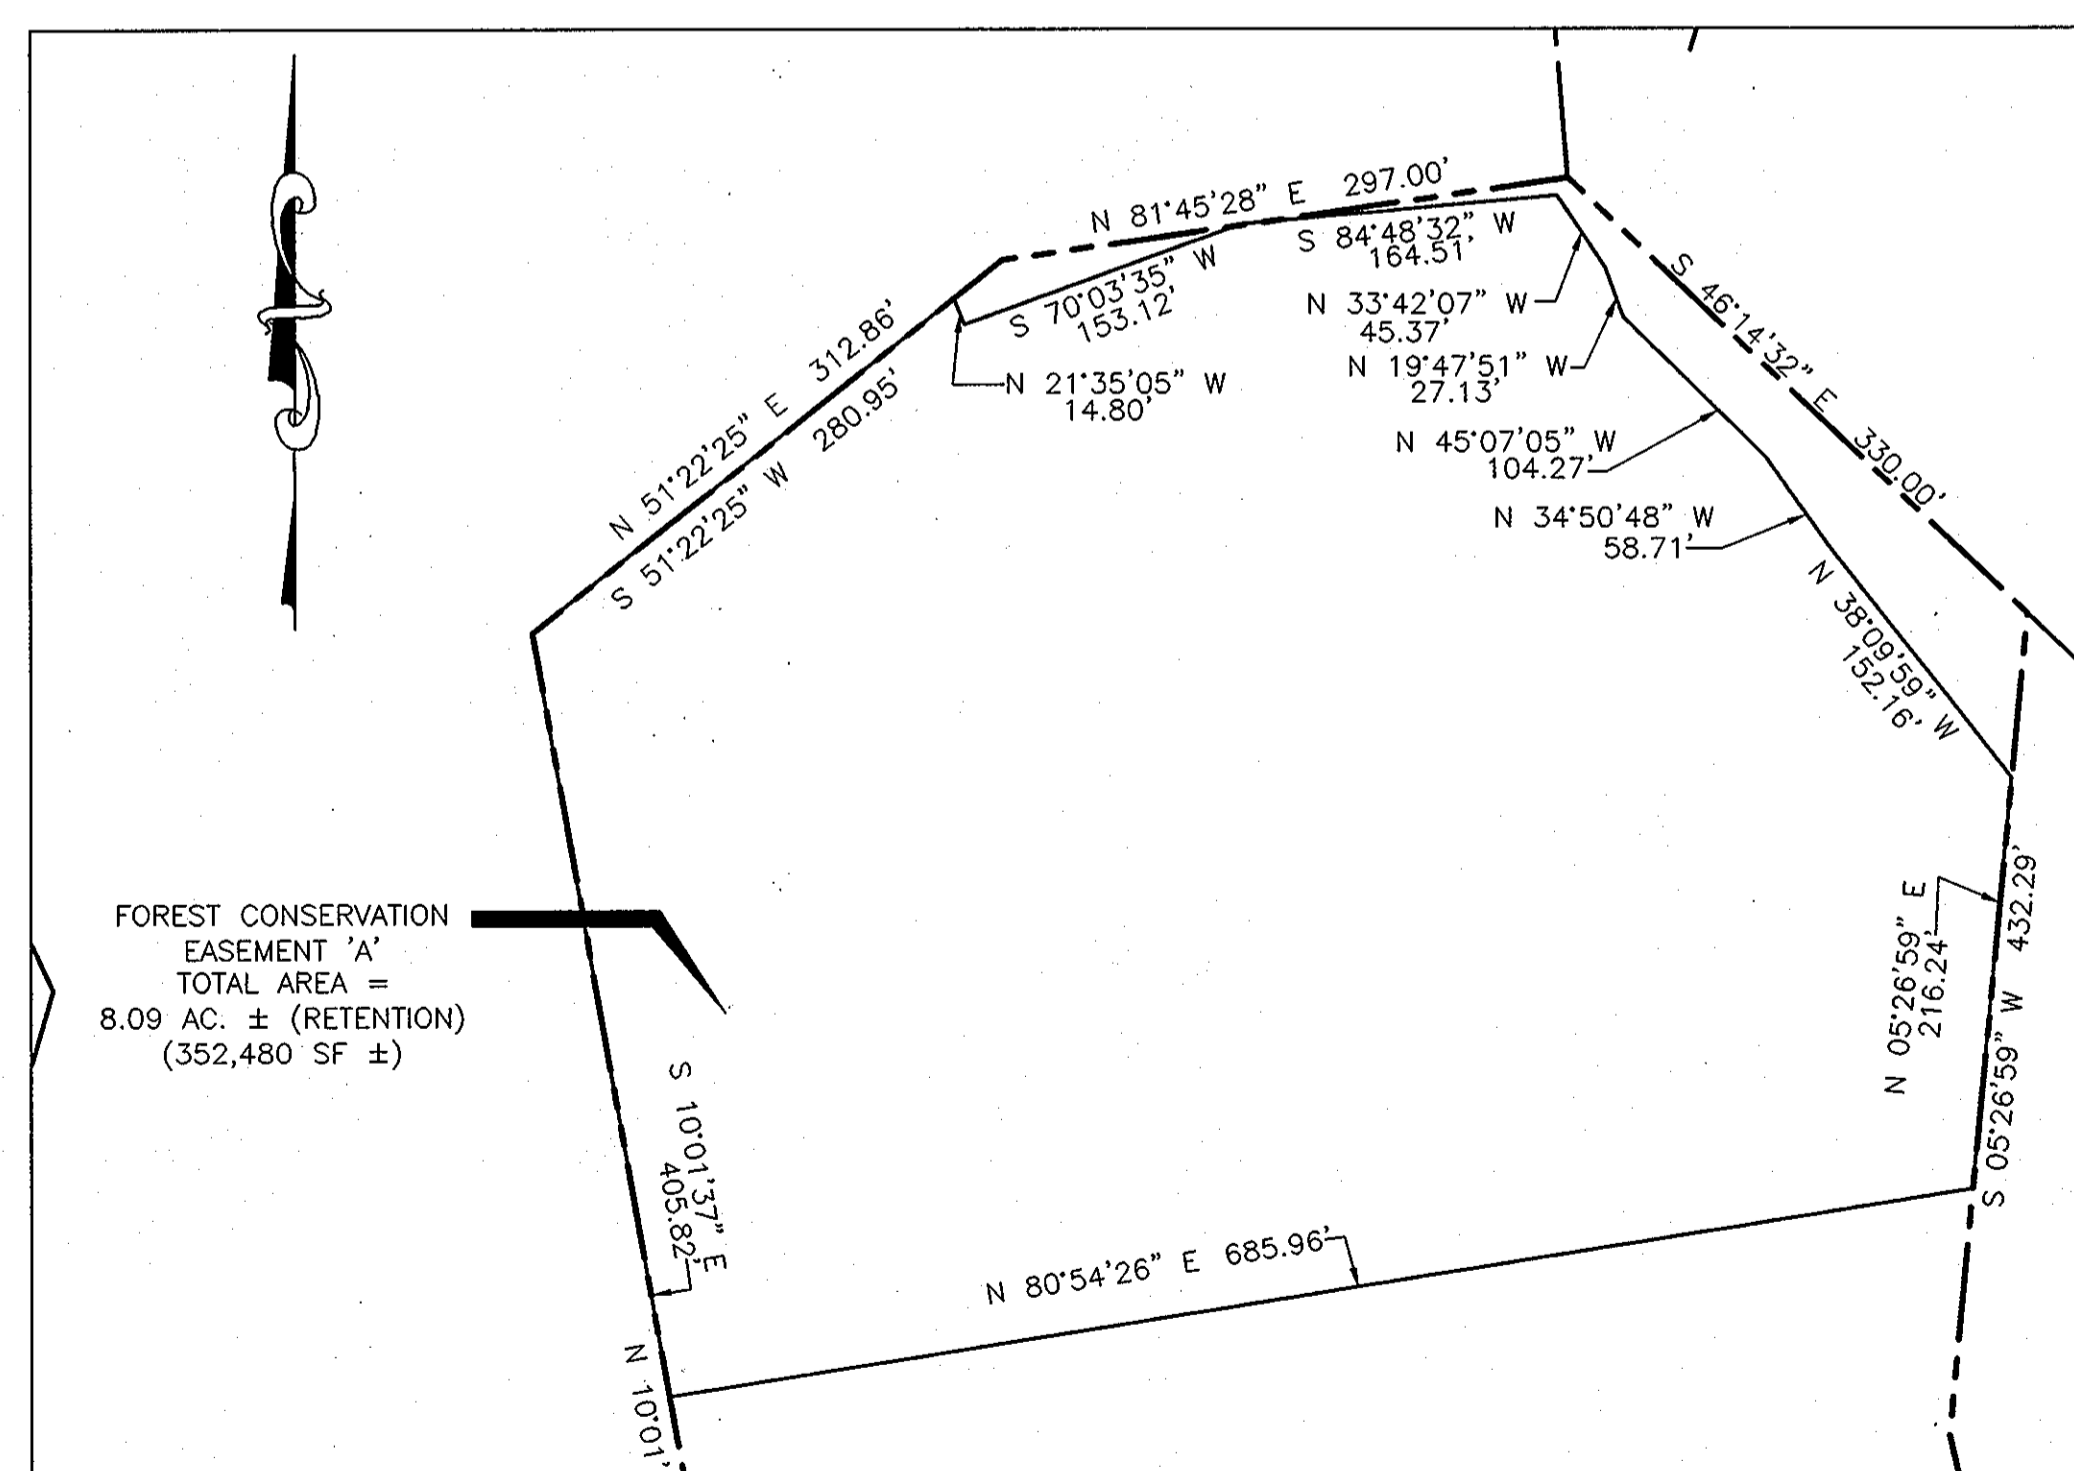 N 81°45'28" E 297.00'
S 84°48'32" W
164.51'
S 70°03'35" W
153.12'
N 33°42'07" W
45.37'
S 46°14'32" E 330.00'
N 19°47'51" W
27.13'
N 21°35'05" W
14.80'
N 51°22'25" E 312.86'
S 51°22'25" W 280.95'
N 45°07'05" W
104.27'
N 34°50'48" W
58.71'
N 38°09'59" W
152.16'
FOREST CONSERVATION
EASEMENT 'A'
TOTAL AREA =
8.09 AC. ± (RETENTION)
(352,480 SF ±)
N 05°26'59" E
216.24'
S 05°26'59" W 432.29'
S 10°01'37" E
405.82'
N 80°54'26" E 685.96'
N 10°01'